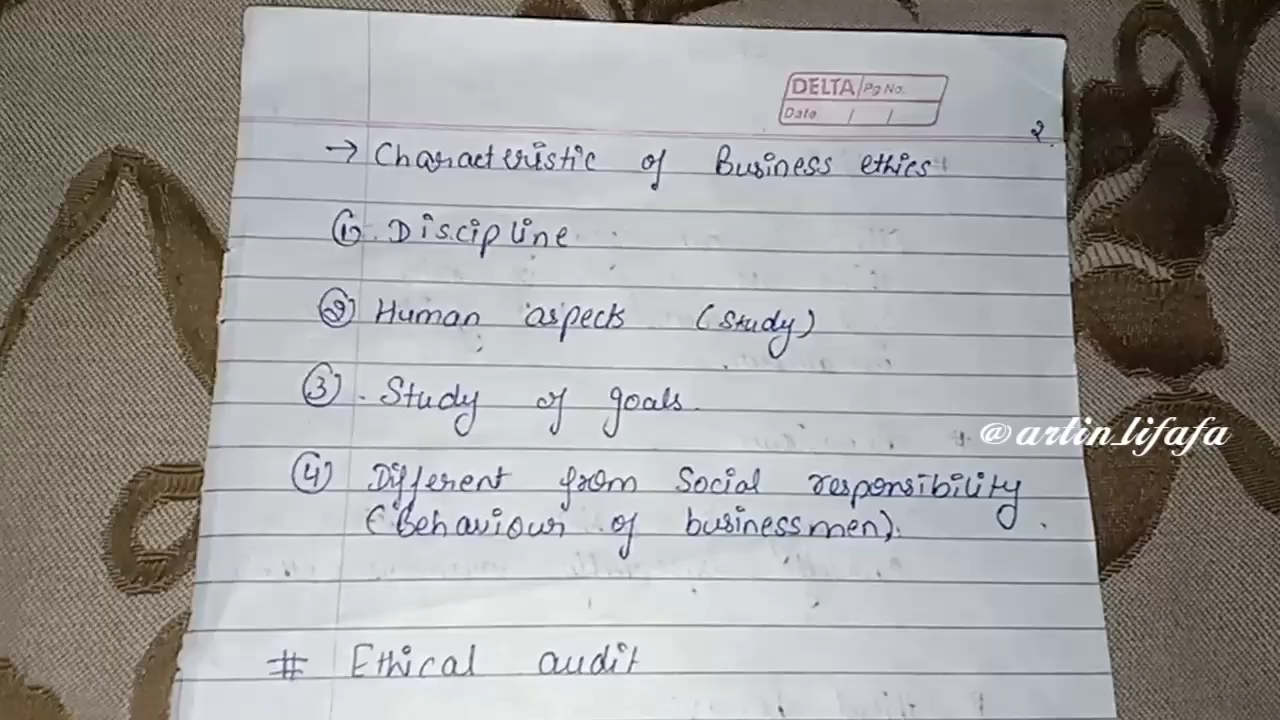 DELTA Pg No.
Date / /
2.
→ Characteristic of Business ethics
① Discipline
② Human aspects (Study)
③ . Study of goals.
④ Different from Social responsibility
(Behaviour of businessmen).
# Ethical audit
@artin_lifafa